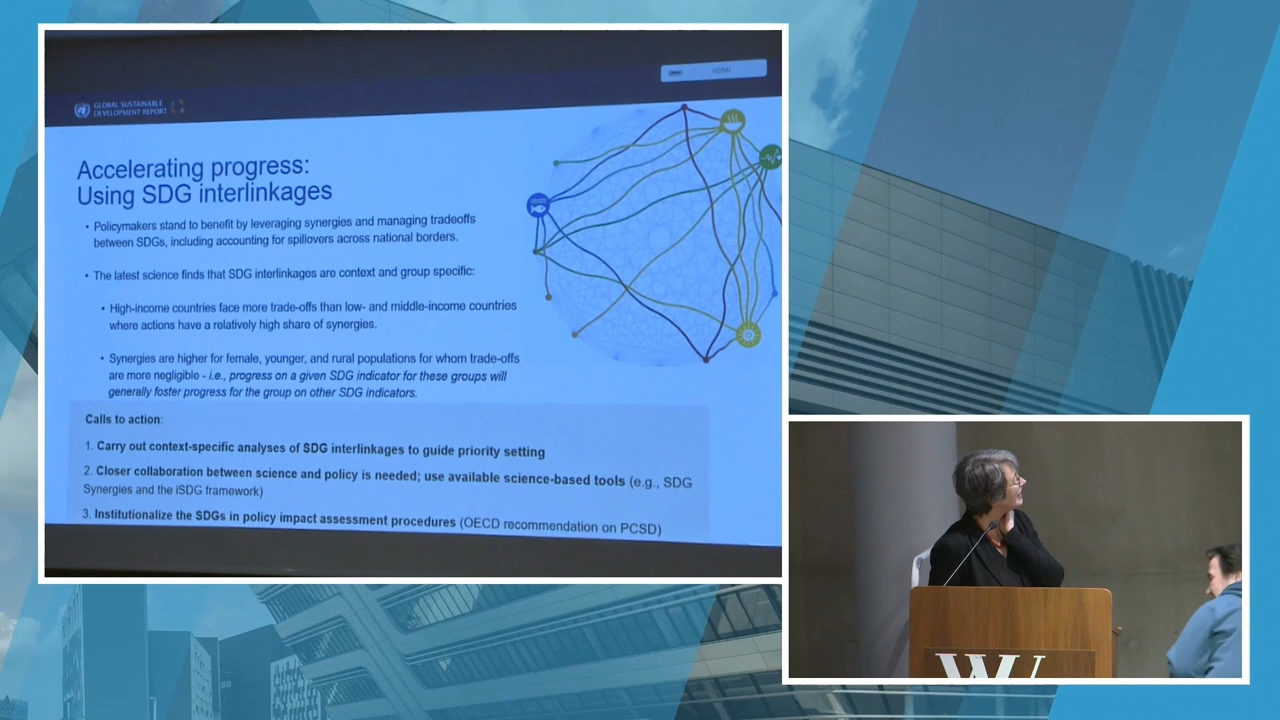 HDMI
GLOBAL SUSTAINABLE
DEVELOPMENT REPORT
Accelerating progress:
Using SDG interlinkages
• Policymakers stand to benefit by leveraging synergies and managing tradeoffs
between SDGs, including accounting for spillovers across national borders.
• The latest science finds that SDG interlinkages are context and group specific:
• High-income countries face more trade-offs than low- and middle-income countries
where actions have a relatively high share of synergies.
• Synergies are higher for female, younger, and rural populations for whom trade-offs
are more negligible - i.e., progress on a given SDG indicator for these groups will
generally foster progress for the group on other SDG indicators.
Calls to action:
1. Carry out context-specific analyses of SDG interlinkages to guide priority setting
2. Closer collaboration between science and policy is needed; use available science-based tools (e.g., SDG
Synergies and the iSDG framework)
3. Institutionalize the SDGs in policy impact assessment procedures (OECD recommendation on PCSD)
W